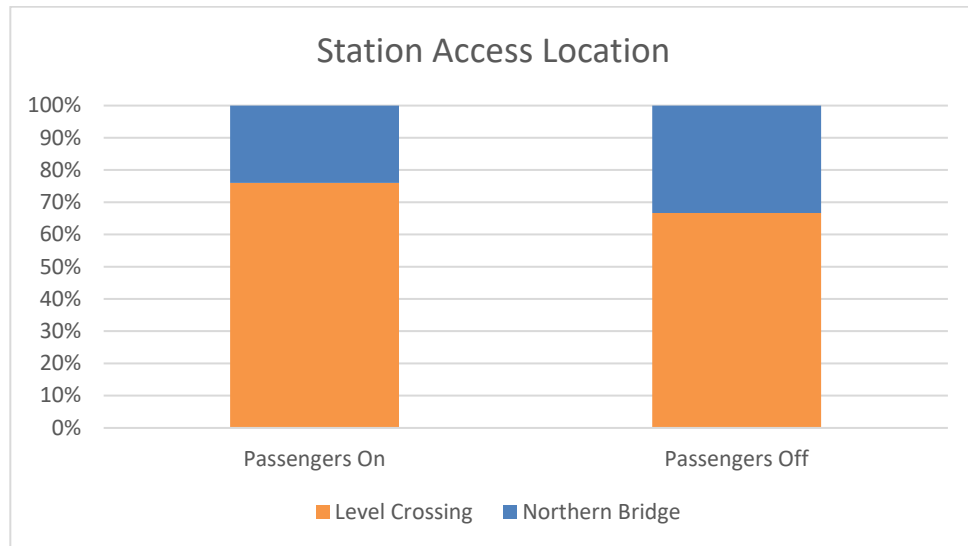 Station Access Location
100%
90%
80%
70%
60%
50%
40%
30%
20%
10%
0%
Passengers On
Passengers Off
Level Crossing
Northern Bridge